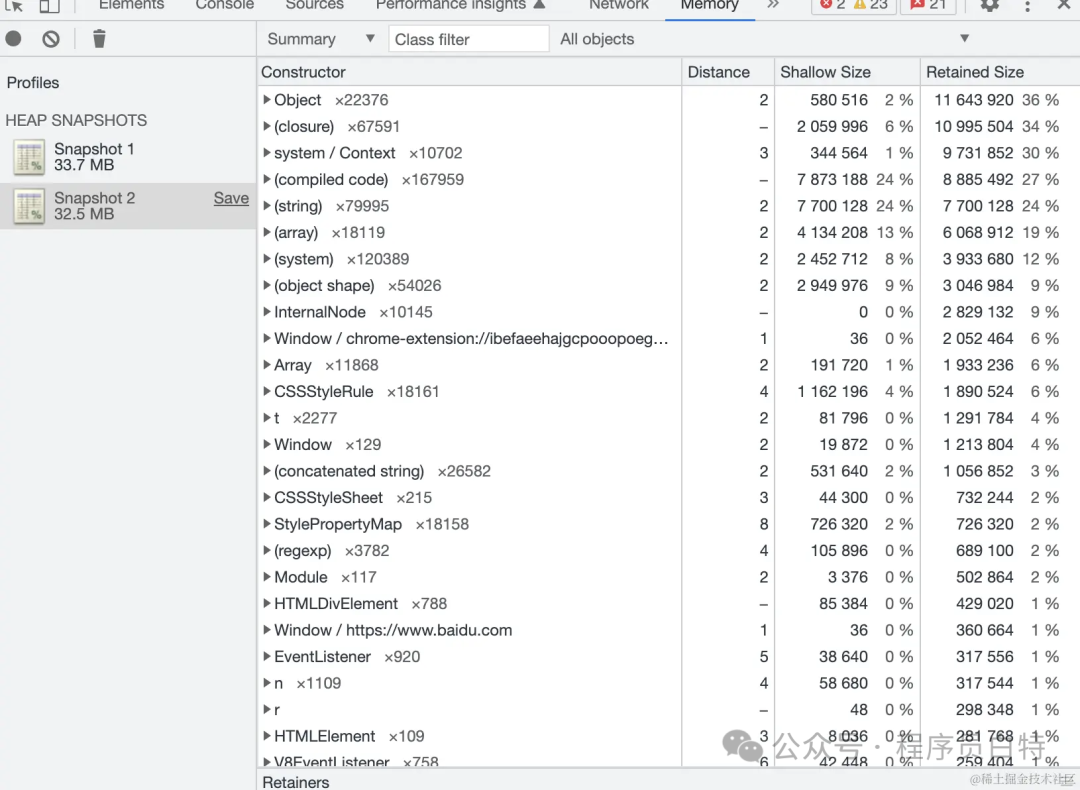 Elements Console Sources Performance insights Network Memory 2 23 21
Summary Class filter All objects
Profiles
HEAP SNAPSHOTS
Snapshot 1
33.7 MB
Snapshot 2 Save
32.5 MB
Constructor Distance Shallow Size Retained Size
Object ×22376 2 580 516 2 % 11 643 920 36 %
(closure) ×67591 – 2 059 996 6 % 10 995 504 34 %
system / Context ×10702 3 344 564 1 % 9 731 852 30 %
(compiled code) ×167959 – 7 873 188 24 % 8 885 492 27 %
(string) ×79995 2 7 700 128 24 % 7 700 128 24 %
(array) ×18119 2 4 134 208 13 % 6 068 912 19 %
(system) ×120389 2 2 452 712 8 % 3 933 680 12 %
(object shape) ×54026 2 2 949 976 9 % 3 046 984 9 %
InternalNode ×10145 – 0 0 % 2 829 132 9 %
Window / chrome-extension://ibefaeehajgcpooopoeg… 1 36 0 % 2 052 464 6 %
Array ×11868 2 191 720 1 % 1 933 236 6 %
CSSStyleRule ×18161 4 1 162 196 4 % 1 890 524 6 %
t ×2277 2 81 796 0 % 1 291 784 4 %
Window ×129 2 19 872 0 % 1 213 804 4 %
(concatenated string) ×26582 2 531 640 2 % 1 056 852 3 %
CSSStyleSheet ×215 3 44 300 0 % 732 244 2 %
StylePropertyMap ×18158 8 726 320 2 % 726 320 2 %
(regexp) ×3782 4 105 896 0 % 689 100 2 %
Module ×117 2 3 376 0 % 502 864 2 %
HTMLDivElement ×788 – 85 384 0 % 429 020 1 %
Window / https://www.baidu.com 1 36 0 % 360 664 1 %
EventListener ×920 5 38 640 0 % 317 556 1 %
n ×1109 4 58 680 0 % 317 544 1 %
r – 48 0 % 298 348 1 %
HTMLElement ×109 3 8 036 0 % 281 768 1 %
V8EventListener ×758 6 42 448 0 % 259 404 1 %
公众号 · 程序员白特
Retainers
@稀土掘金技术社区